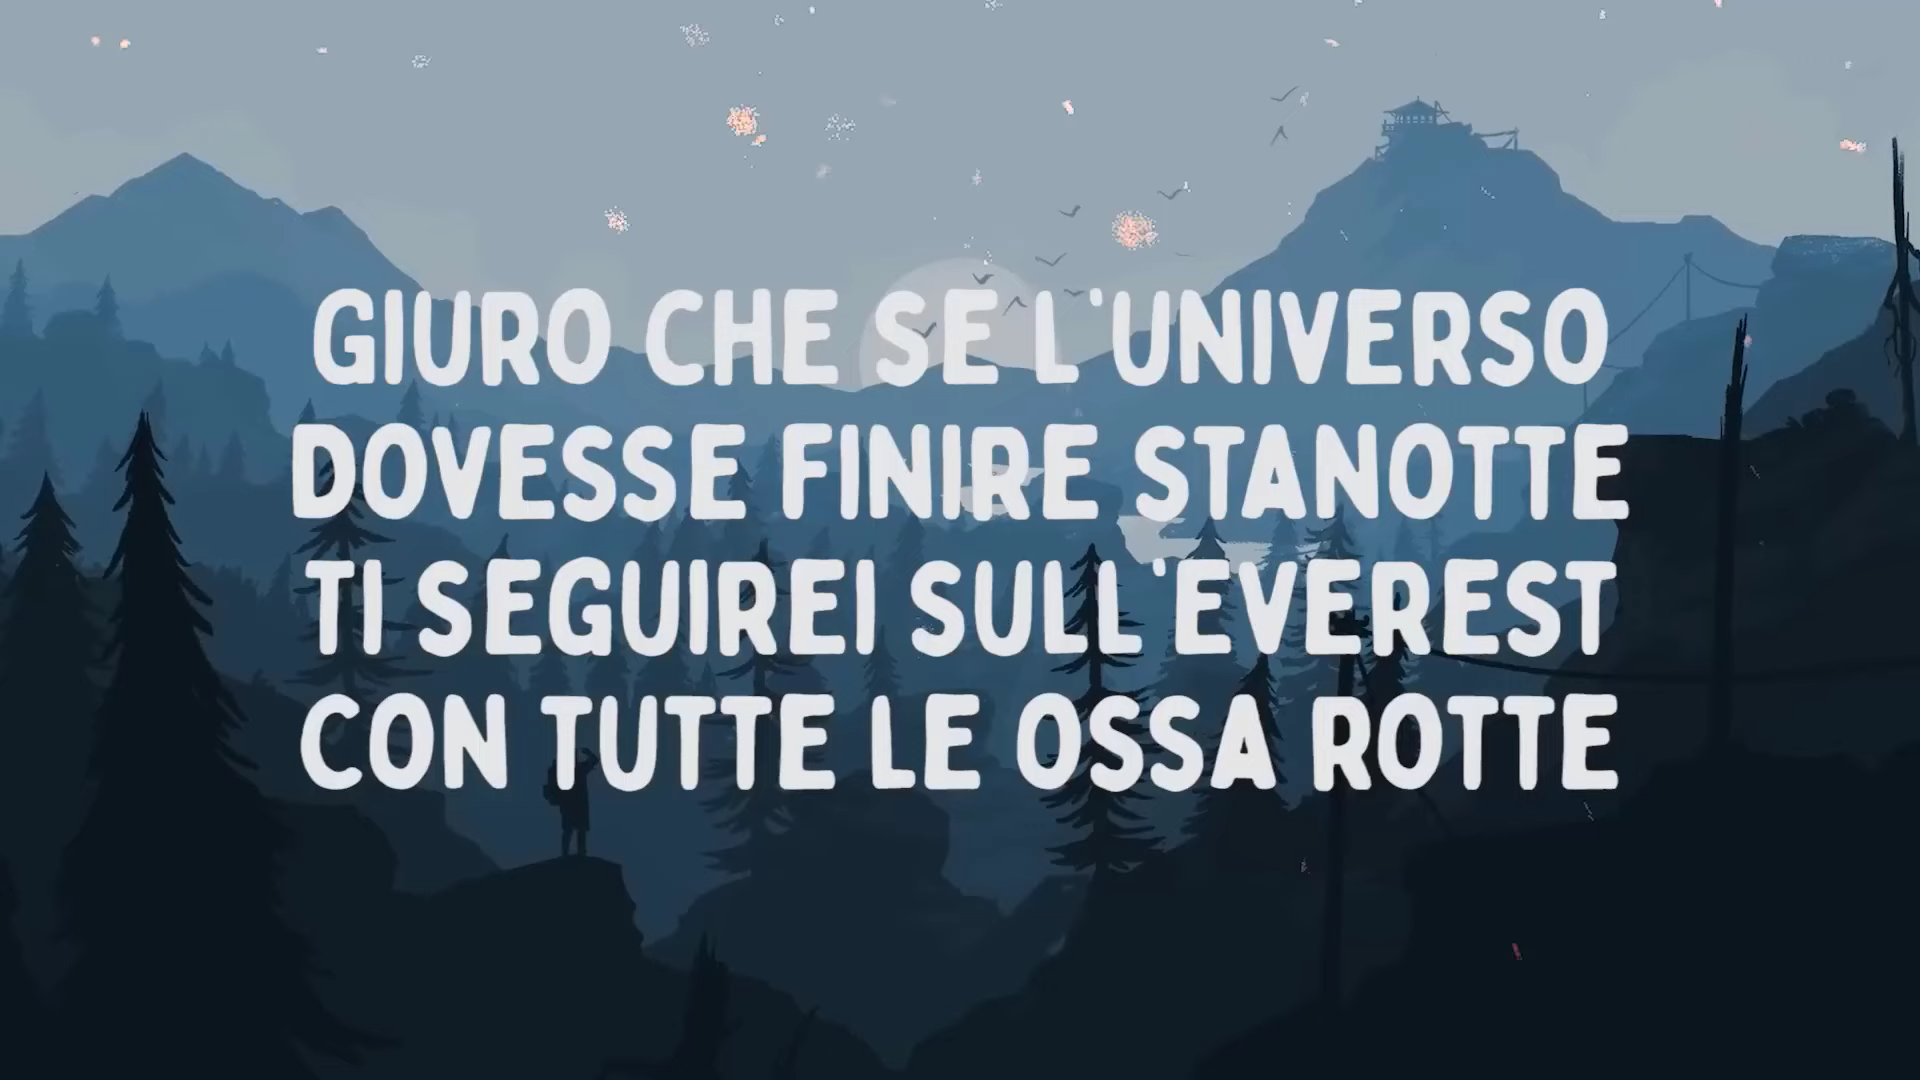 GIURO CHE SE L'UNIVERSO
DOVESSE FINIRE STANOTTE
TI SEGUIREI SULL'EVEREST
CON TUTTE LE OSSA ROTTE